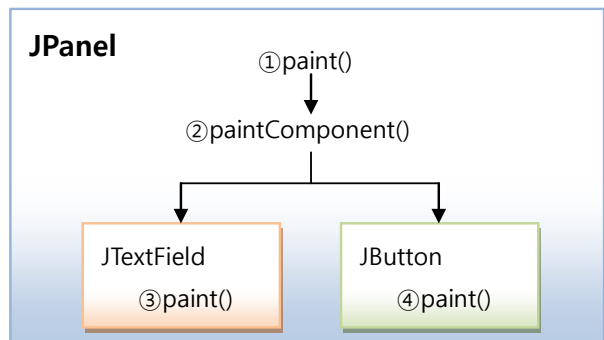 JPanel
①paint()
②paintComponent()
JTextField
③paint()
JButton
④paint()